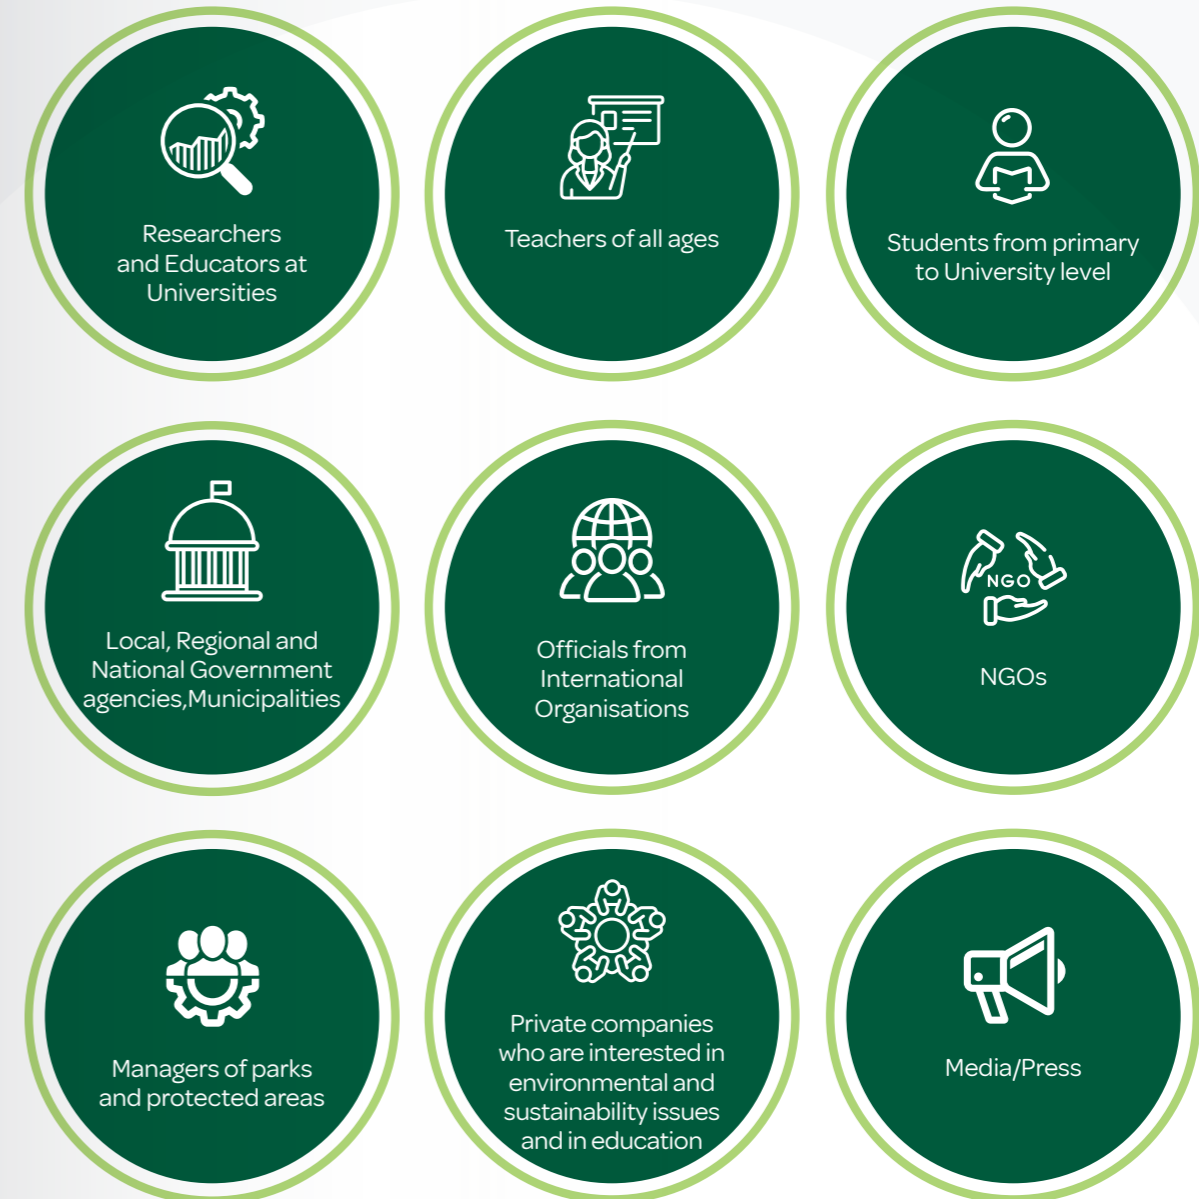 Researchers
and Educators at
Universities
Teachers of all ages
Students from primary
to University level
Local, Regional and
National Government
agencies,Municipalities
Officials from
International
Organisations
NGO
NGOs
Managers of parks
and protected areas
Private companies
who are interested in
environmental and
sustainability issues
and in education
Media/Press